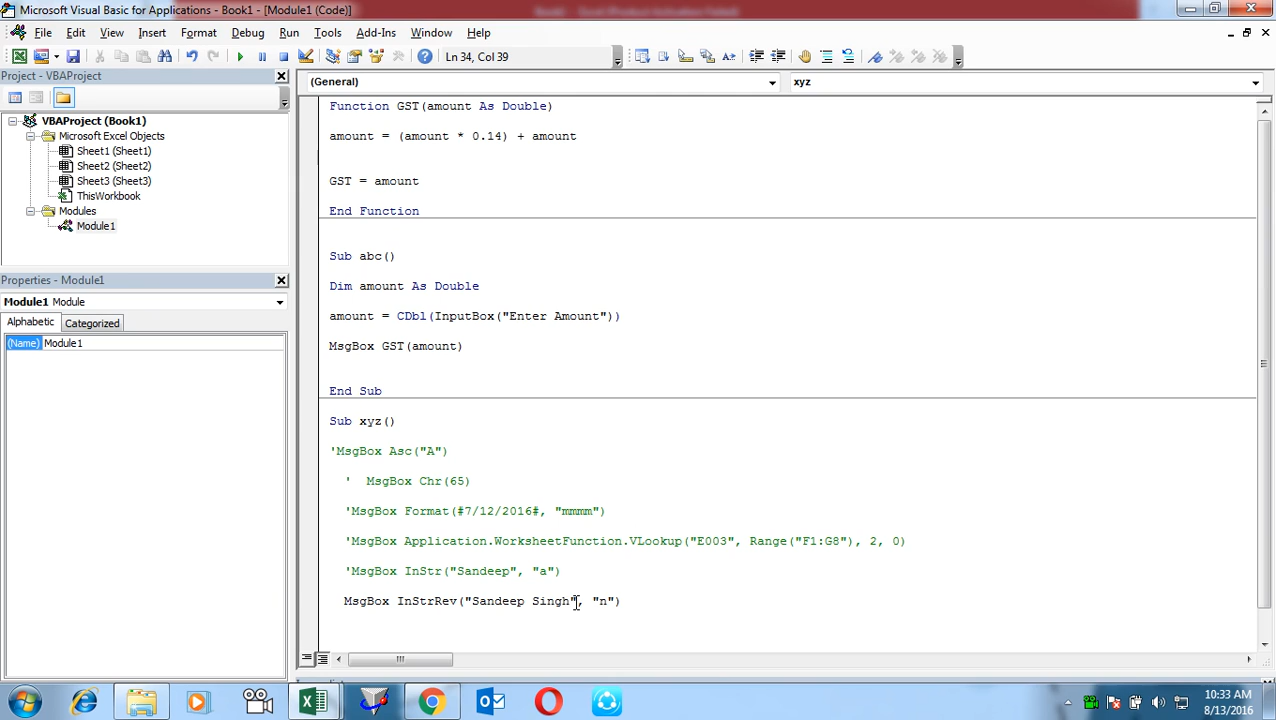 Microsoft Visual Basic for Applications - Book1 - [Module1 (Code)]
File Edit View Insert Format Debug Run Tools Add-Ins Window Help
Ln 34, Col 39
Project - VBAProject
(General)
xyz
VBAProject (Book1)
Microsoft Excel Objects
Sheet1 (Sheet1)
Sheet2 (Sheet2)
Sheet3 (Sheet3)
ThisWorkbook
Modules
Module1
Properties - Module1
Module1 Module
Alphabetic Categorized
(Name) Module1
Function GST(amount As Double)
amount = (amount * 0.14) + amount
GST = amount
End Function
Sub abc()
Dim amount As Double
amount = CDbl(InputBox("Enter Amount"))
MsgBox GST(amount)
End Sub
Sub xyz()
'MsgBox Asc("A")
' MsgBox Chr(65)
'MsgBox Format(#7/12/2016#, "mmmm")
'MsgBox Application.WorksheetFunction.VLookup("E003", Range("F1:G8"), 2, 0)
'MsgBox InStr("Sandeep", "a")
MsgBox InStrRev("Sandeep Singh", "n")
10:33 AM
8/13/2016